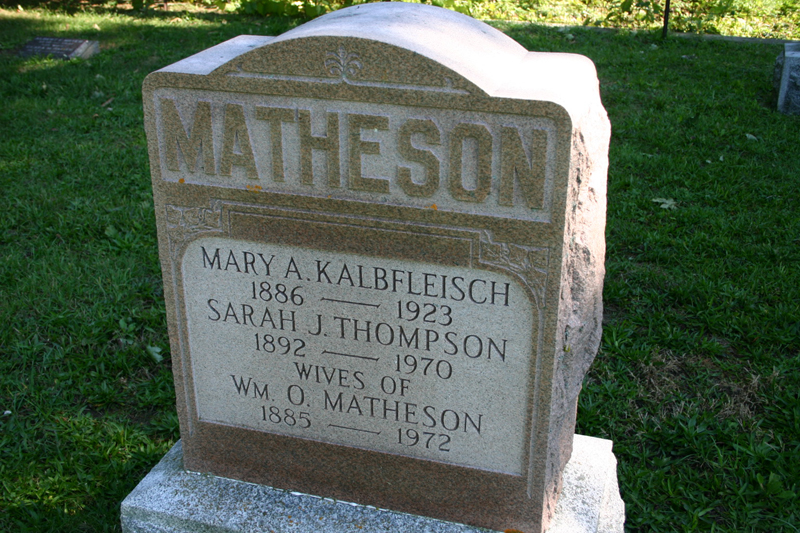 MATHESON
MARY A. KALBFLEISCH
1886 — 1923
SARAH J. THOMPSON
1892 — 1970
WIVES OF
WM. O. MATHESON
1885 — 1972